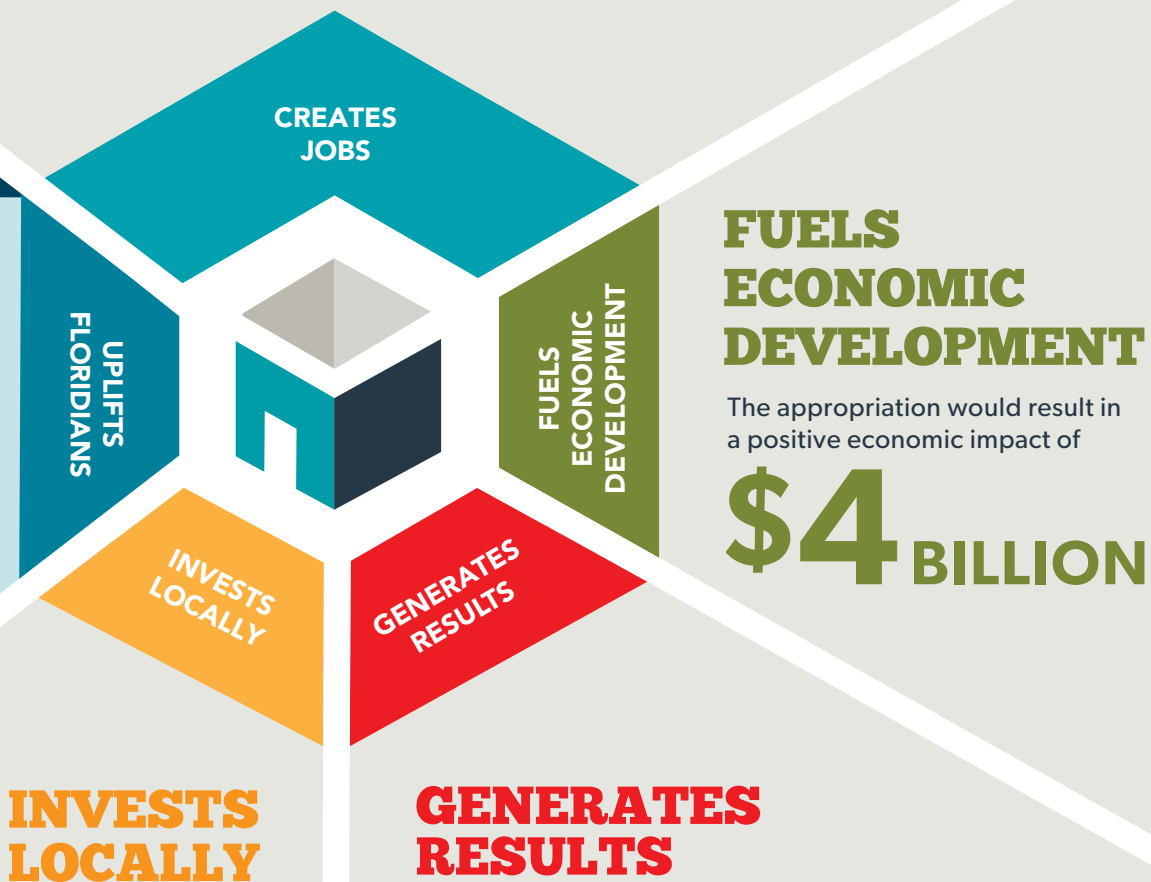 CREATES
JOBS
UPLIFTS
FLORIDIANS
FUELS
ECONOMIC
DEVELOPMENT
INVESTS
LOCALLY
GENERATES
RESULTS
FUELS
ECONOMIC
DEVELOPMENT
The appropriation would result in
a positive economic impact of
$4 BILLION
INVESTS
LOCALLY
GENERATES
RESULTS